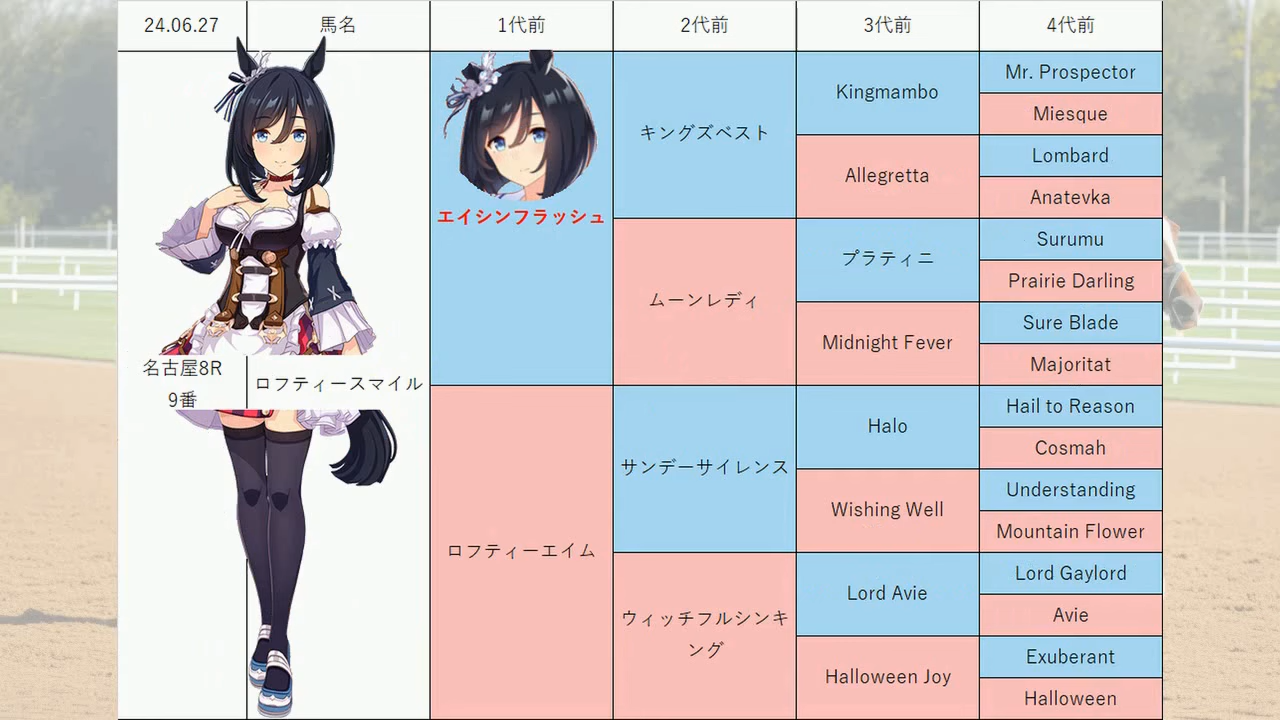 24.06.27
馬名
1代前
2代前
3代前
4代前
名古屋8R
9番
ロフティースマイル
エイシンフラッシュ
ロフティーエイム
キングズベスト
ムーンレディ
サンデーサイレンス
ウィッチフルシンキ
ング
Kingmambo
Allegretta
プラティニ
Midnight Fever
Halo
Wishing Well
Lord Avie
Halloween Joy
Mr. Prospector
Miesque
Lombard
Anatevka
Surumu
Prairie Darling
Sure Blade
Majoritat
Hail to Reason
Cosmah
Understanding
Mountain Flower
Lord Gaylord
Avie
Exuberant
Halloween